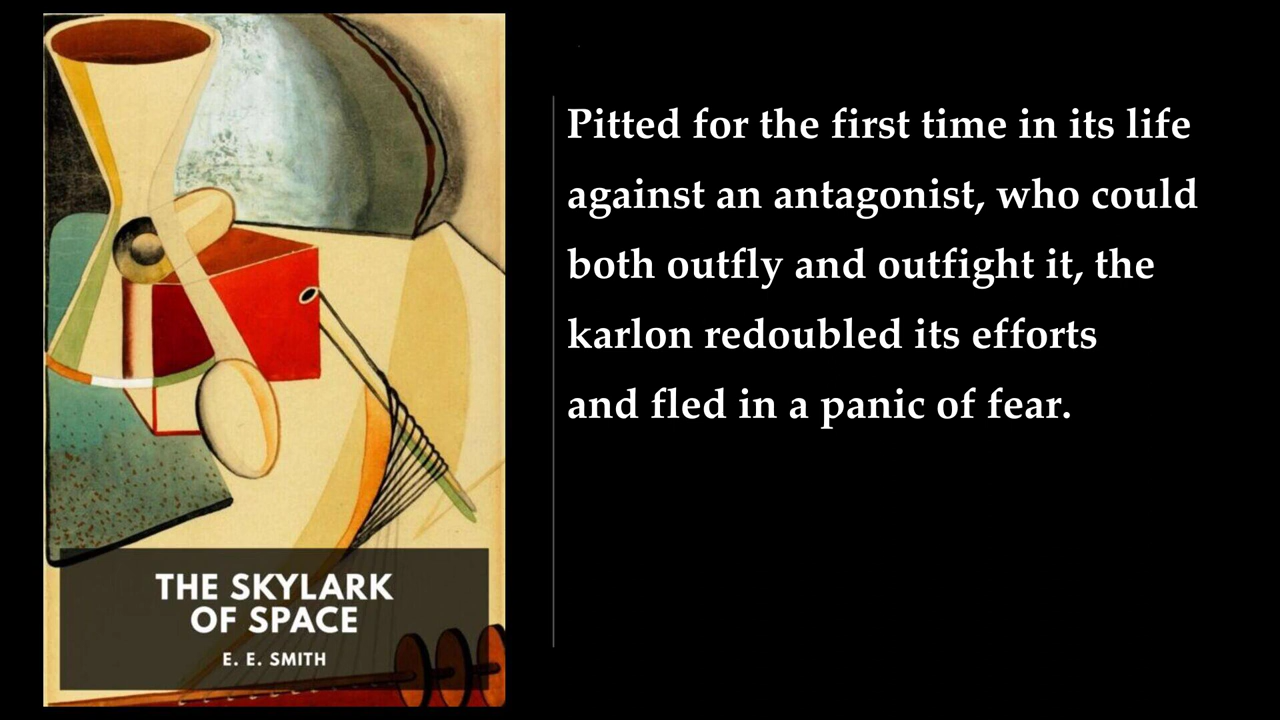 Pitted for the first time in its life
against an antagonist, who could
both outfly and outfight it, the
karlon redoubled its efforts
and fled in a panic of fear.
THE SKYLARK
OF SPACE
E. E. SMITH